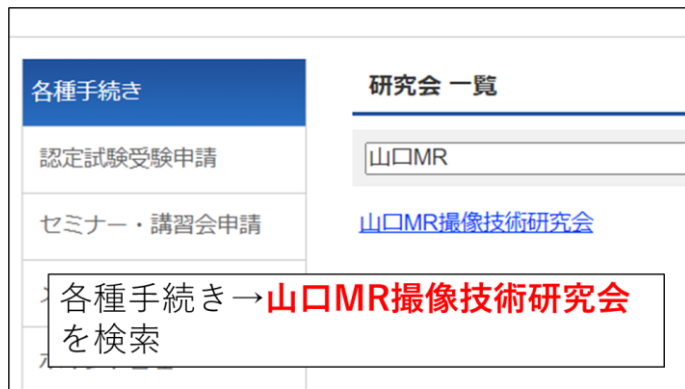 各種手続き
認定試験受験申請
セミナー・講習会申請
研究会 一覧
山口MR
山口MR撮像技術研究会
各種手続き→山口MR撮像技術研究会
を検索